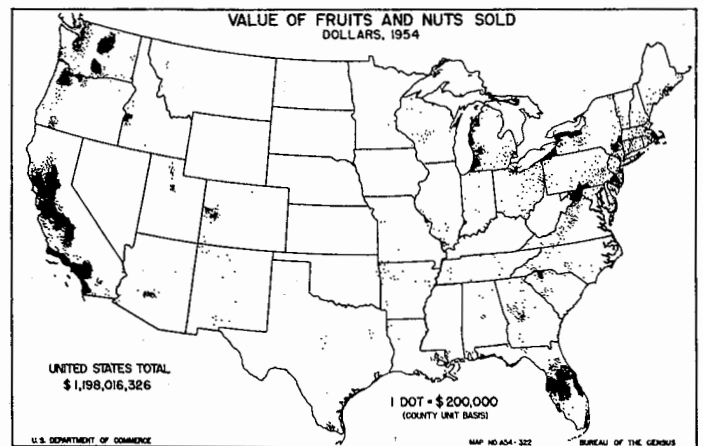 VALUE OF FRUITS AND NUTS SOLD
DOLLARS, 1954
UNITED STATES TOTAL
$1,198,016,326
1 DOT = $200,000
(COUNTY UNIT BASIS)
U. S. DEPARTMENT OF COMMERCE
MAP NO A54-322
BUREAU OF THE CENSUS